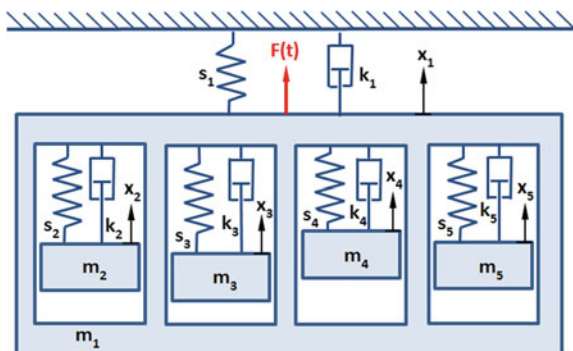 F(t)
s₁
k₁
x₁
x₂
x₃
x₄
x₅
s₂
k₂
s₃
k₃
s₄
k₄
s₅
k₅
m₂
m₃
m₄
m₅
m₁